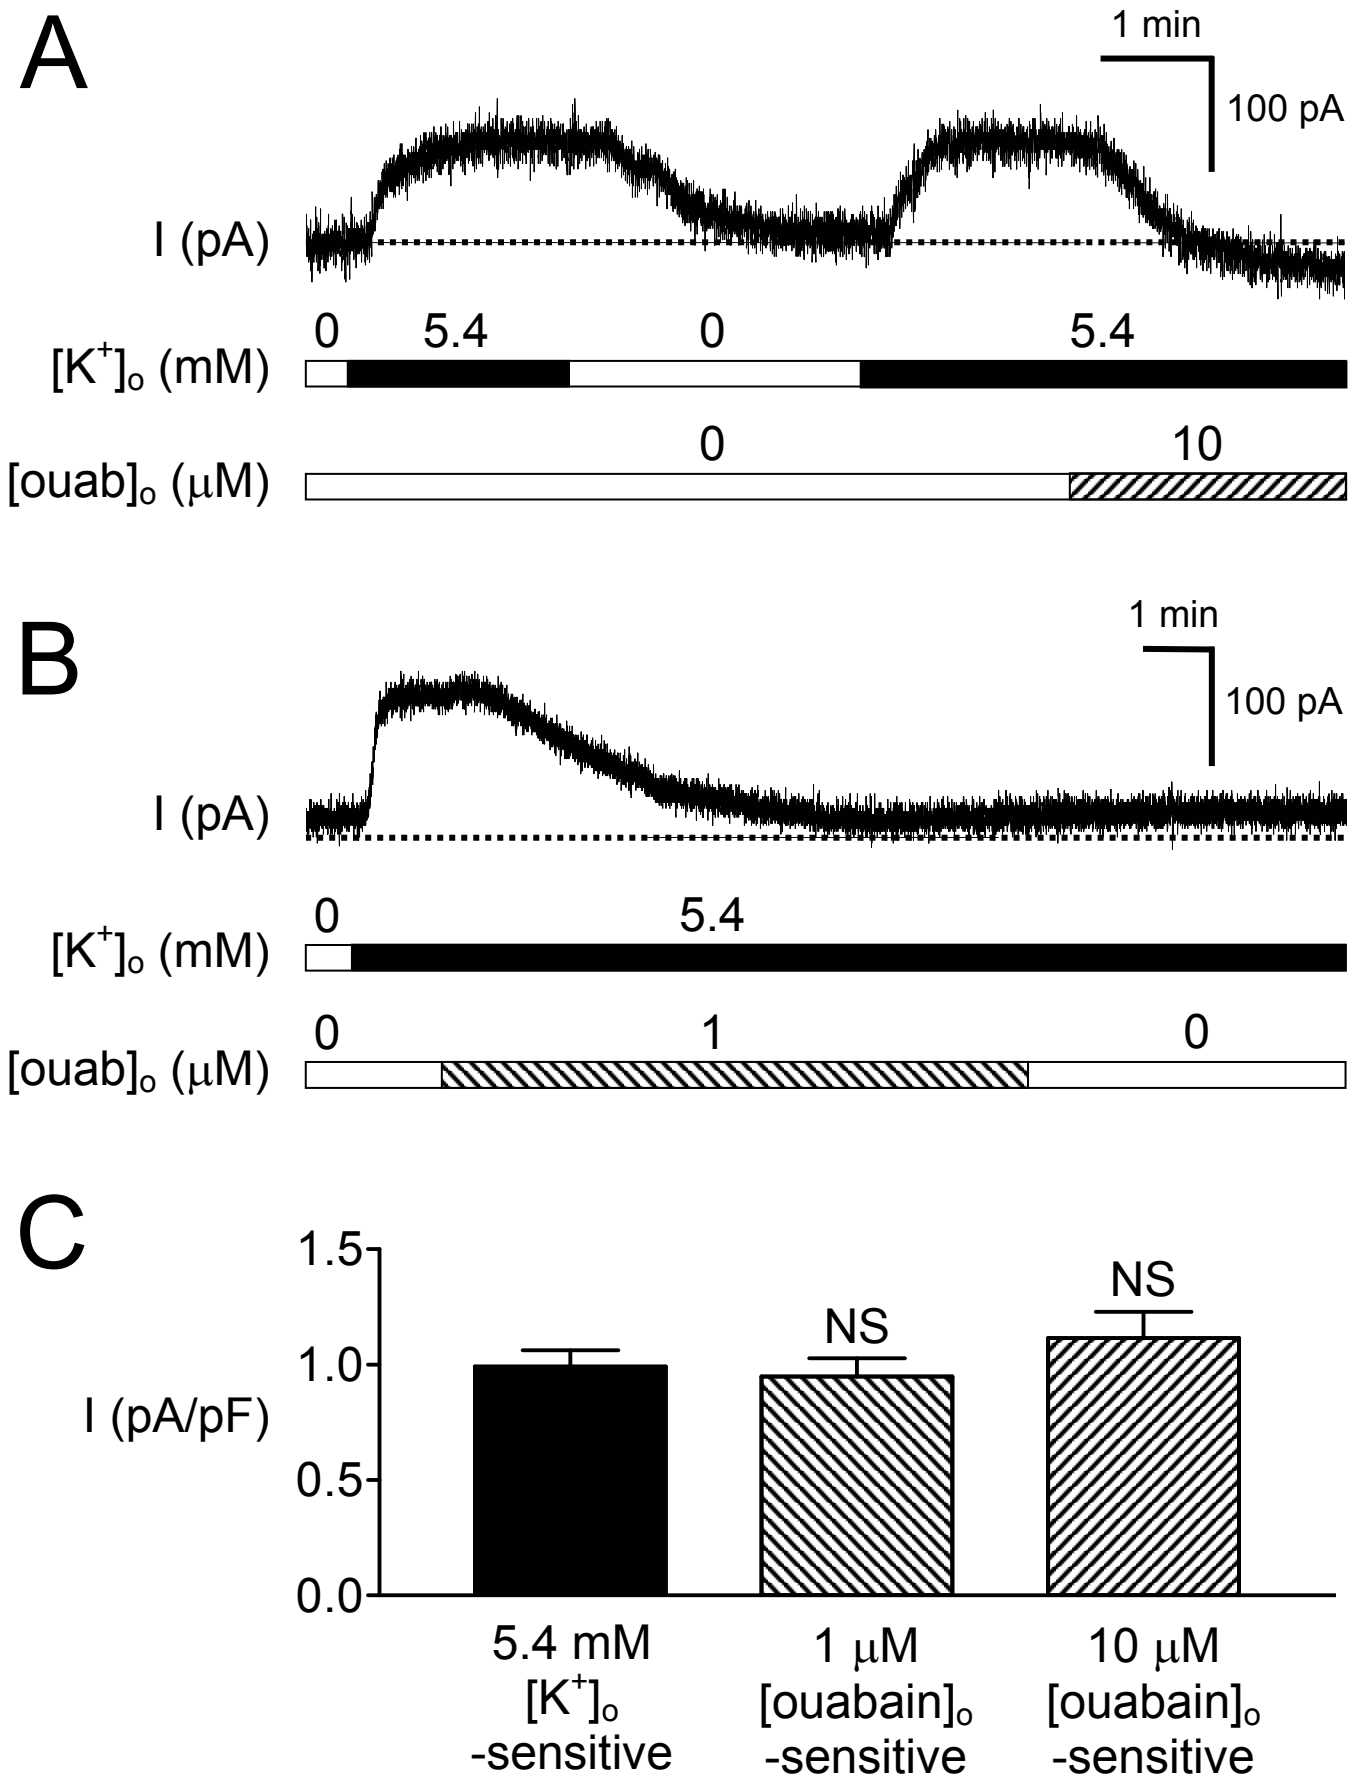 A
1 min
100 pA
I (pA)
0 5.4 0 5.4
[K⁺]ₒ (mM)
0 10
[ouab]ₒ (μM)
B
1 min
100 pA
I (pA)
0 5.4
[K⁺]ₒ (mM)
0 1 0
[ouab]ₒ (μM)
C
1.5
1.0
0.5
0.0
I (pA/pF)
NS
NS
5.4 mM
[K⁺]ₒ
-sensitive
1 μM
[ouabain]ₒ
-sensitive
10 μM
[ouabain]ₒ
-sensitive